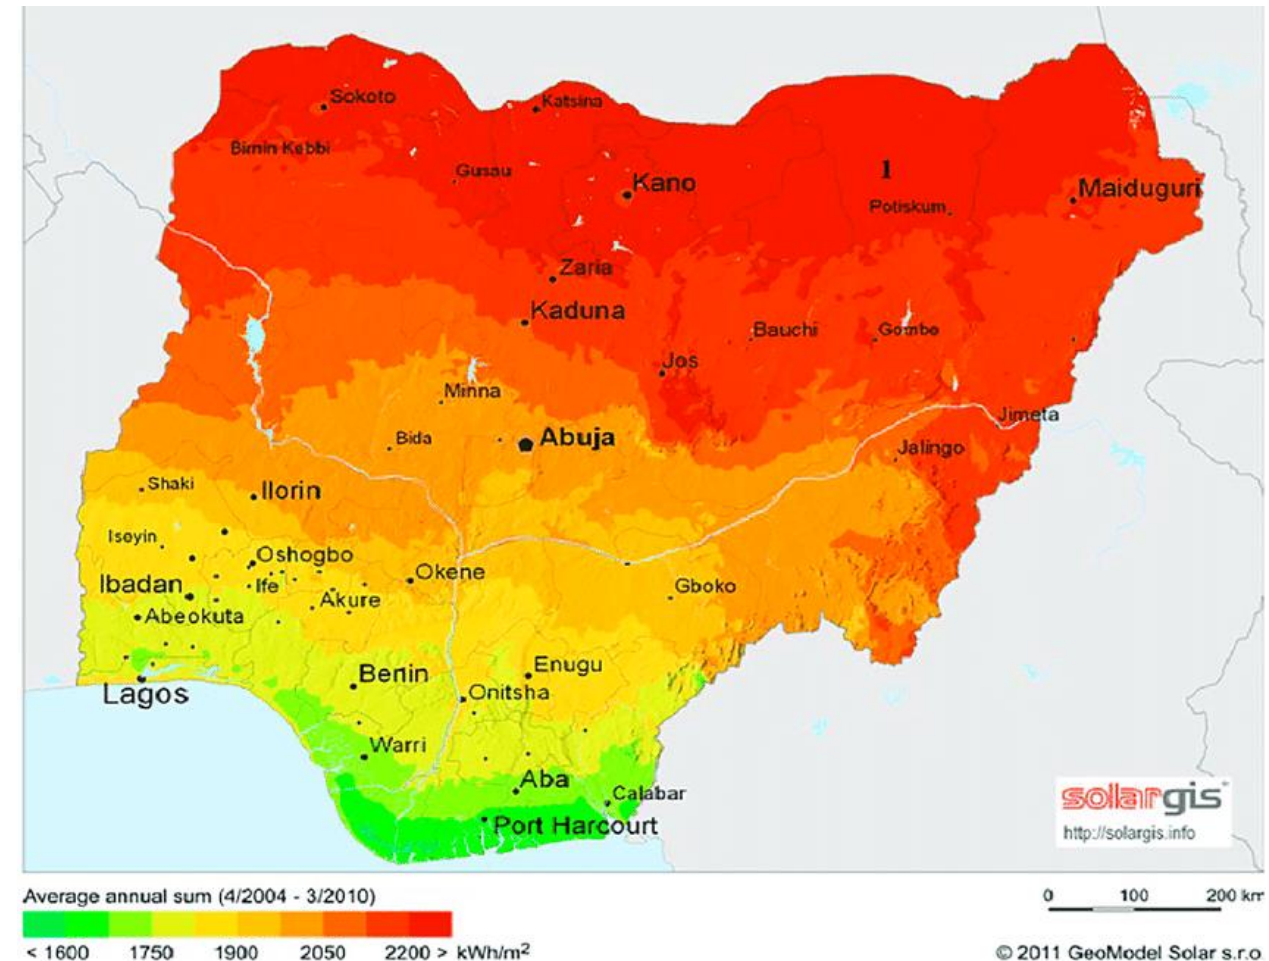 Sokoto
Katsina
Birnin Kebbi
Gusau
1
Kano
Maiduguri
Potiskum
Zaria
Kaduna
Bauchi
Gombe
Jos
Minna
Jimeta
Bida
Abuja
Jalingo
Shaki
Ilorin
Iseyin
Oshogbo
Okene
Ibadan
Ife
Gboko
Akure
Abeokuta
Enugu
Benin
Lagos
Onitsha
Warri
Aba
Calabar
Port Harcourt
solargis
http://solargis.info
Average annual sum (4/2004 - 3/2010)
0 100 200 km
< 1600 1750 1900 2050 2200 > kWh/m²
© 2011 GeoModel Solar s.r.o